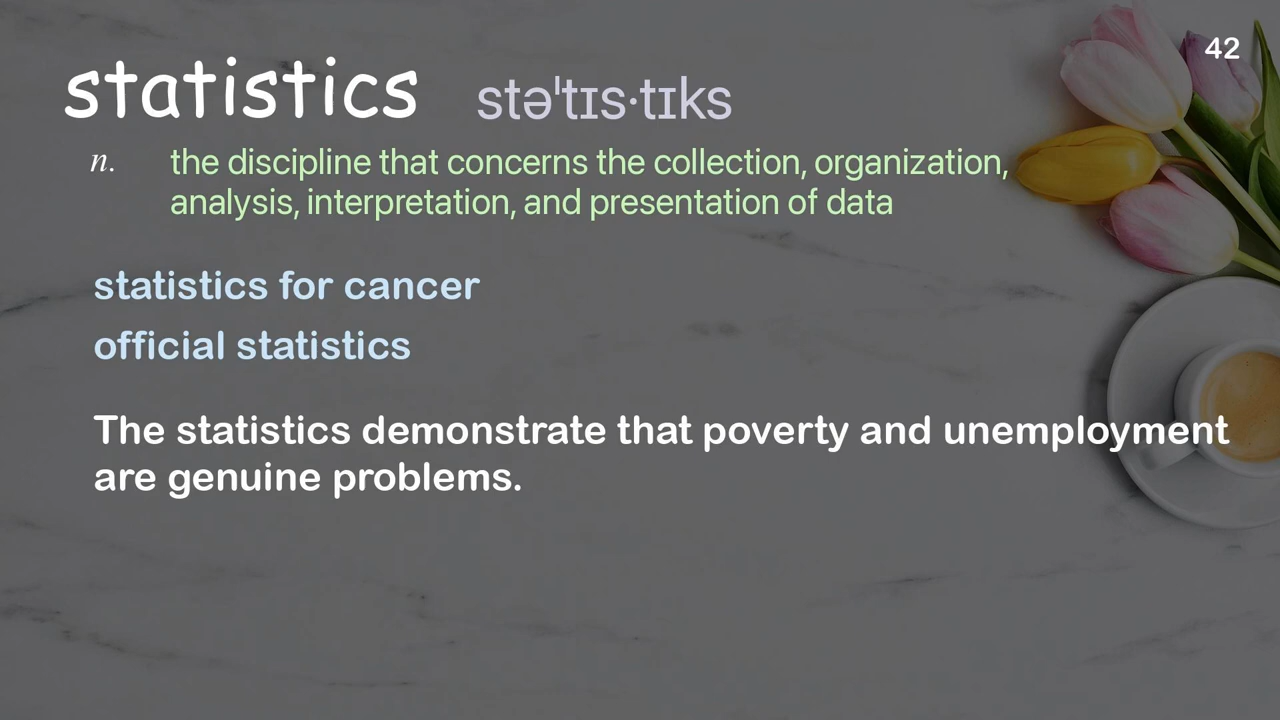 42
statistics stəˈtɪs·tɪks
n. the discipline that concerns the collection, organization,
analysis, interpretation, and presentation of data
statistics for cancer
official statistics
The statistics demonstrate that poverty and unemployment
are genuine problems.